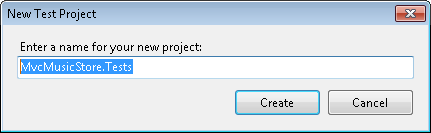 New Test Project
Enter a name for your new project:
MvcMusicStore.Tests
Create
Cancel